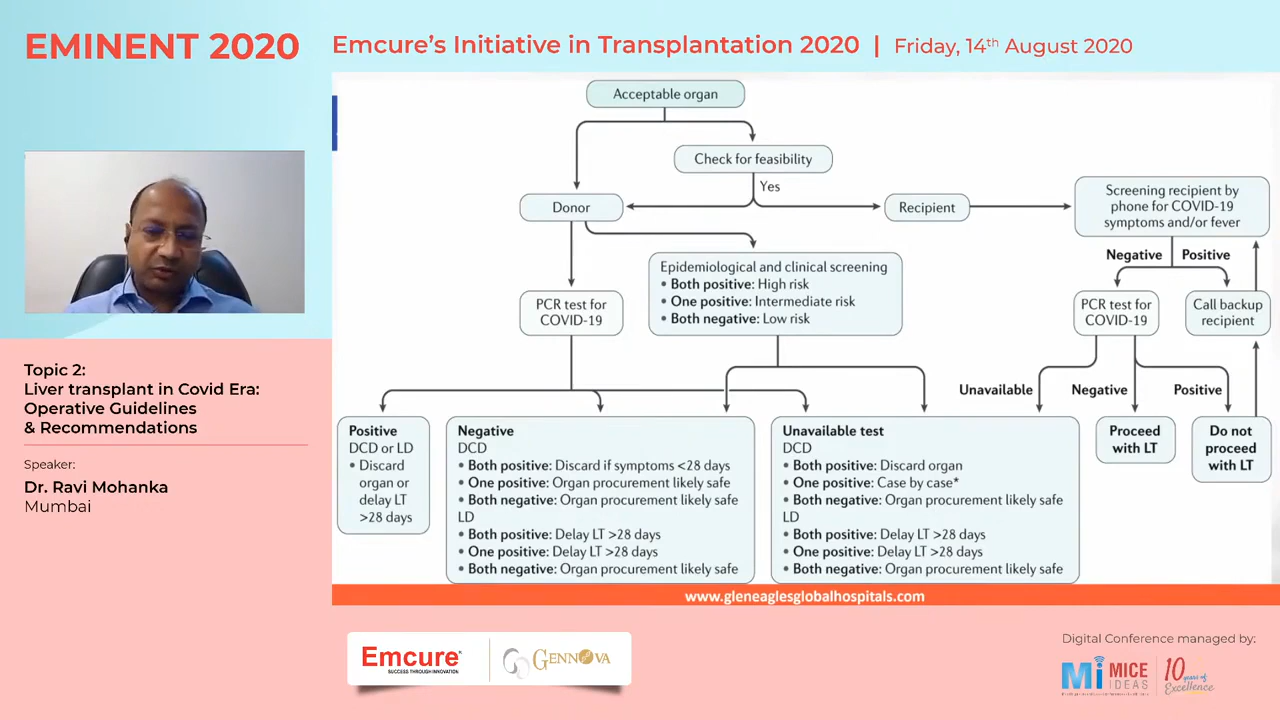 EMINENT 2020
Emcure's Initiative in Transplantation 2020 | Friday, 14th August 2020
Topic 2:
Liver transplant in Covid Era:
Operative Guidelines
& Recommendations
Speaker:
Dr. Ravi Mohanka
Mumbai
Acceptable organ
Check for feasibility
Yes
Donor
Recipient
Screening recipient by
phone for COVID-19
symptoms and/or fever
Negative
Positive
Epidemiological and clinical screening
• Both positive: High risk
• One positive: Intermediate risk
• Both negative: Low risk
PCR test for
COVID-19
PCR test for
COVID-19
Call backup
recipient
Unavailable
Negative
Positive
Positive
DCD or LD
• Discard
organ or
delay LT
>28 days
Negative
DCD
• Both positive: Discard if symptoms <28 days
• One positive: Organ procurement likely safe
• Both negative: Organ procurement likely safe
LD
• Both positive: Delay LT >28 days
• One positive: Delay LT >28 days
• Both negative: Organ procurement likely safe
Unavailable test
DCD
• Both positive: Discard organ
• One positive: Case by case*
• Both negative: Organ procurement likely safe
LD
• Both positive: Delay LT >28 days
• One positive: Delay LT >28 days
• Both negative: Organ procurement likely safe
Proceed
with LT
Do not
proceed
with LT
www.gleneaglesglobalhospitals.com
Emcure
SUCCESS THROUGH INNOVATION
GENNOVA
Digital Conference managed by:
Mi MICE
IDEAS
10 years of
Excellence